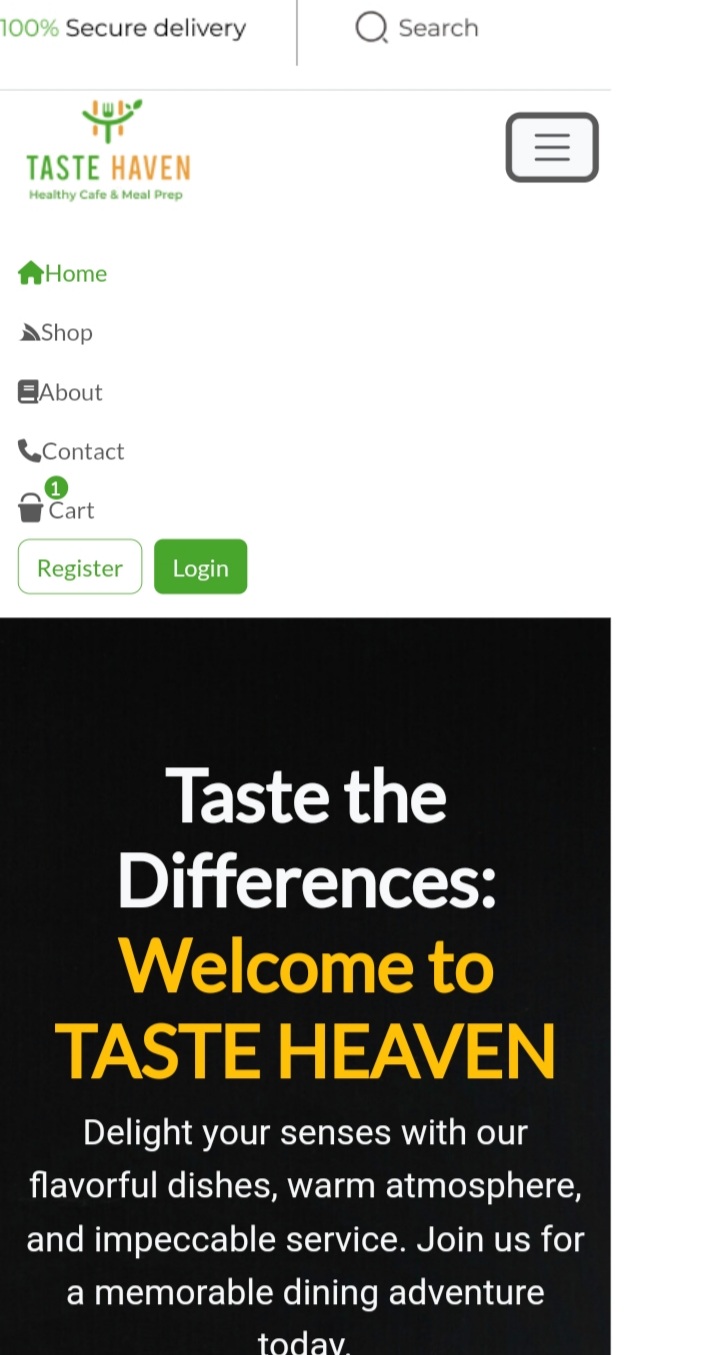 100% Secure delivery
Search
TASTE HAVEN
Healthy Cafe & Meal Prep
Home
Shop
About
Contact
1
Cart
Register
Login
Taste the
Differences:
Welcome to
TASTE HEAVEN
Delight your senses with our
flavorful dishes, warm atmosphere,
and impeccable service. Join us for
a memorable dining adventure
today.